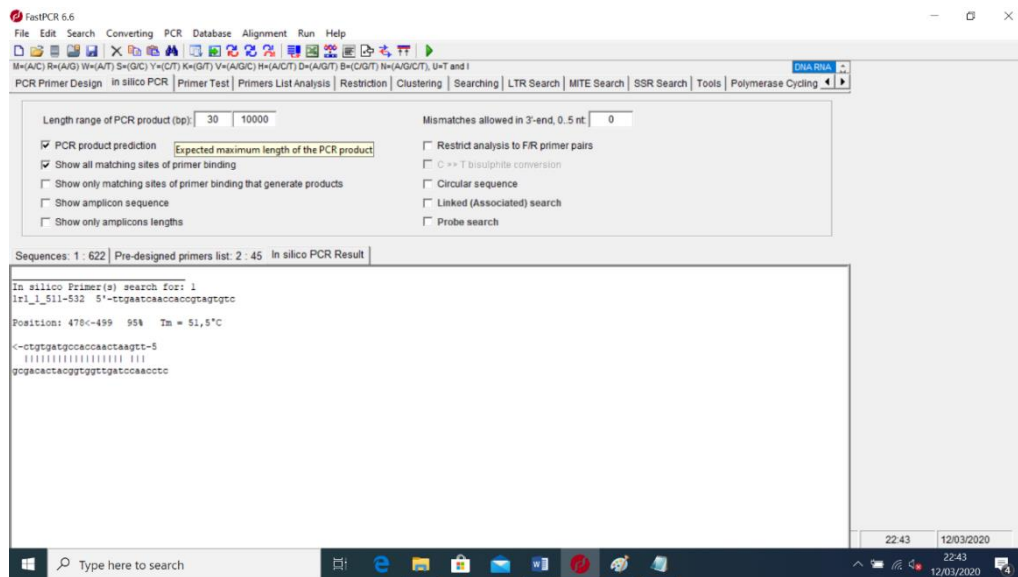 FastPCR 6.6
File Edit Search Converting PCR Database Alignment Run Help
M=(A/C) R=(A/G) W=(A/T) S=(G/C) Y=(C/T) K=(G/T) V=(A/G/C) H=(A/C/T) D=(A/G/T) B=(C/G/T) N=(A/G/C/T), U=T and I
DNA RNA
PCR Primer Design in silico PCR Primer Test Primers List Analysis Restriction Clustering Searching LTR Search MITE Search SSR Search Tools Polymerase Cycling
Length range of PCR product (bp): 30 10000 Mismatches allowed in 3'-end, 0..5 nt: 0
PCR product prediction Expected maximum length of the PCR product Restrict analysis to F/R primer pairs
Show all matching sites of primer binding C >> T bisulphite conversion
Show only matching sites of primer binding that generate products Circular sequence
Show amplicon sequence Linked (Associated) search
Show only amplicons lengths Probe search
Sequences: 1 : 622 Pre-designed primers list: 2 : 45 In silico PCR Result
In silico Primer(s) search for: 1
1r1_1_511-532 5'-ttgaatcaaccaccgtagtgtc
Position: 478<-499 95% Tm = 51,5°C
<-ctgtgatgccaccaactaagtt-5
|||||||||||||||||| |||
gcgacactacggtggttgatccaacctc
22:43 12/03/2020
Type here to search
22:43
12/03/2020
4